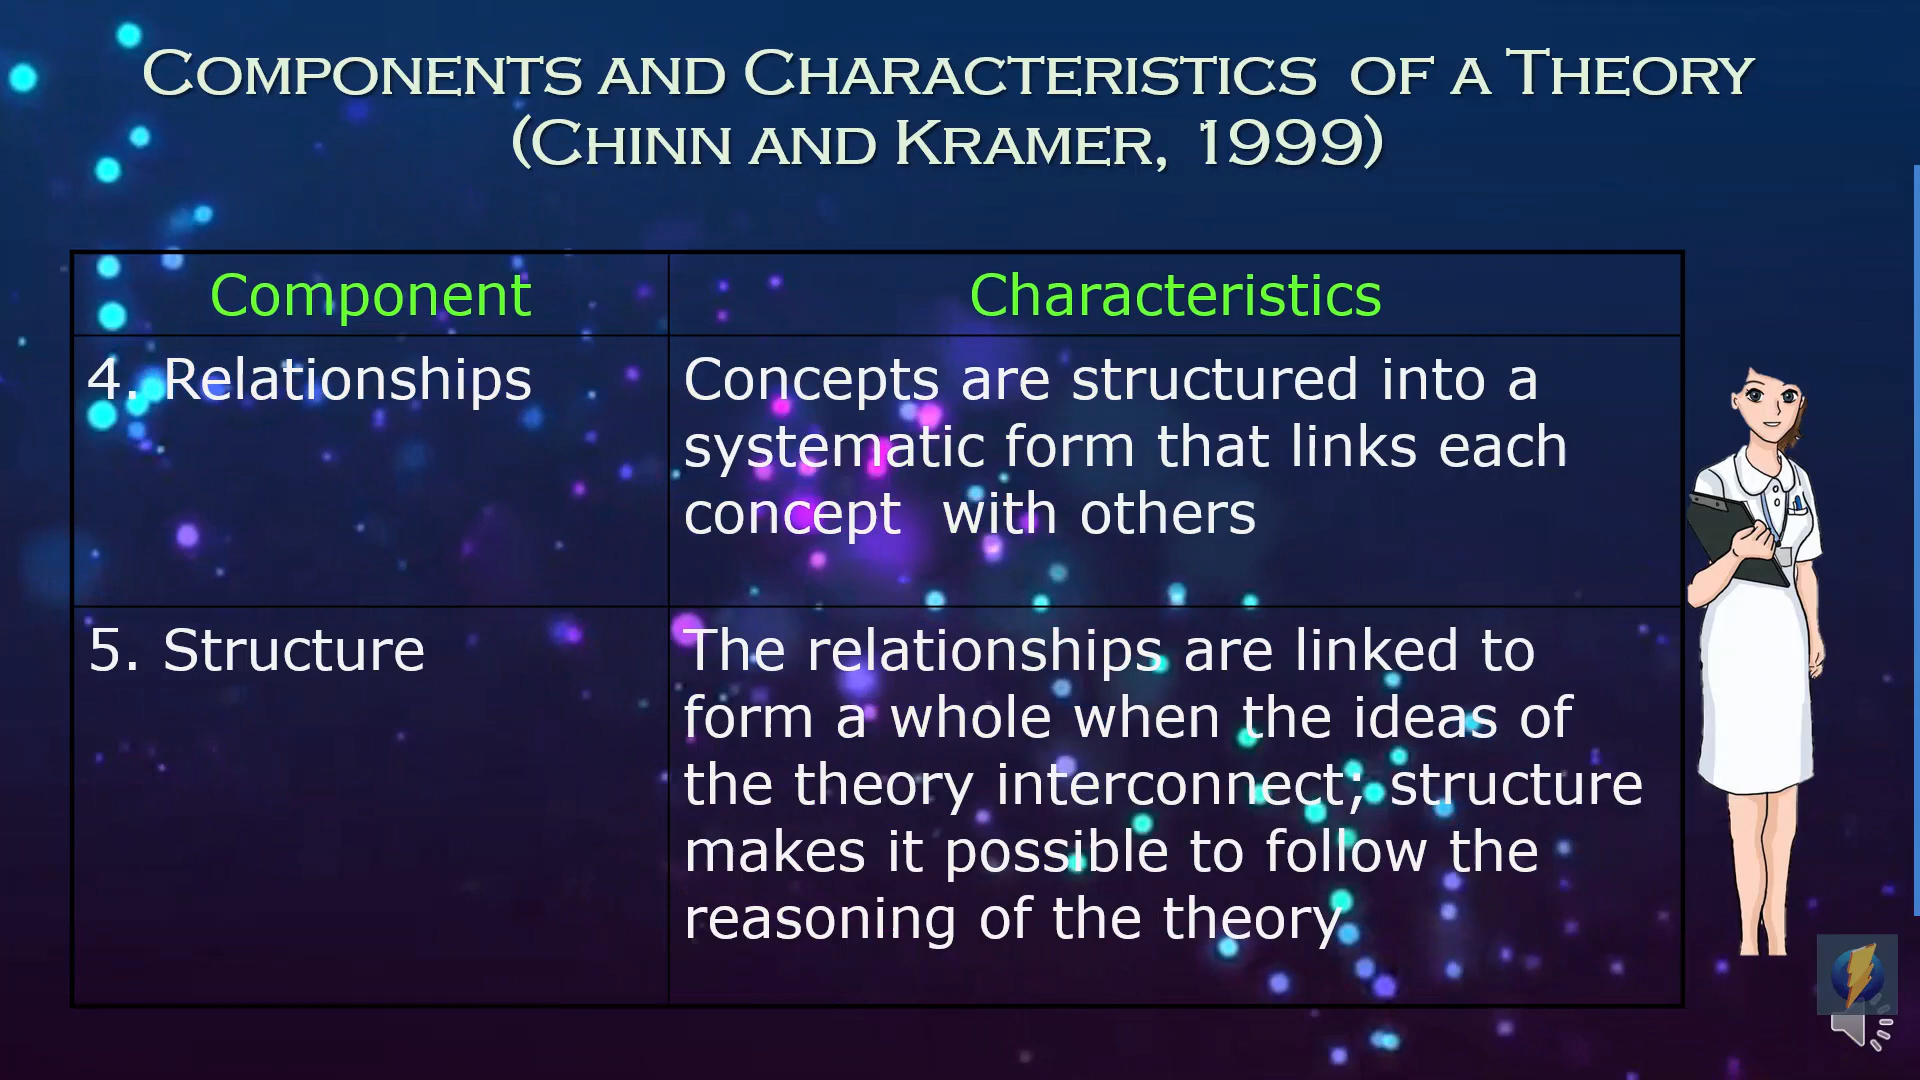 Components and Characteristics of a Theory
(Chinn and Kramer, 1999)
Component
Characteristics
4. Relationships
Concepts are structured into a
systematic form that links each
concept with others
5. Structure
The relationships are linked to
form a whole when the ideas of
the theory interconnect; structure
makes it possible to follow the
reasoning of the theory